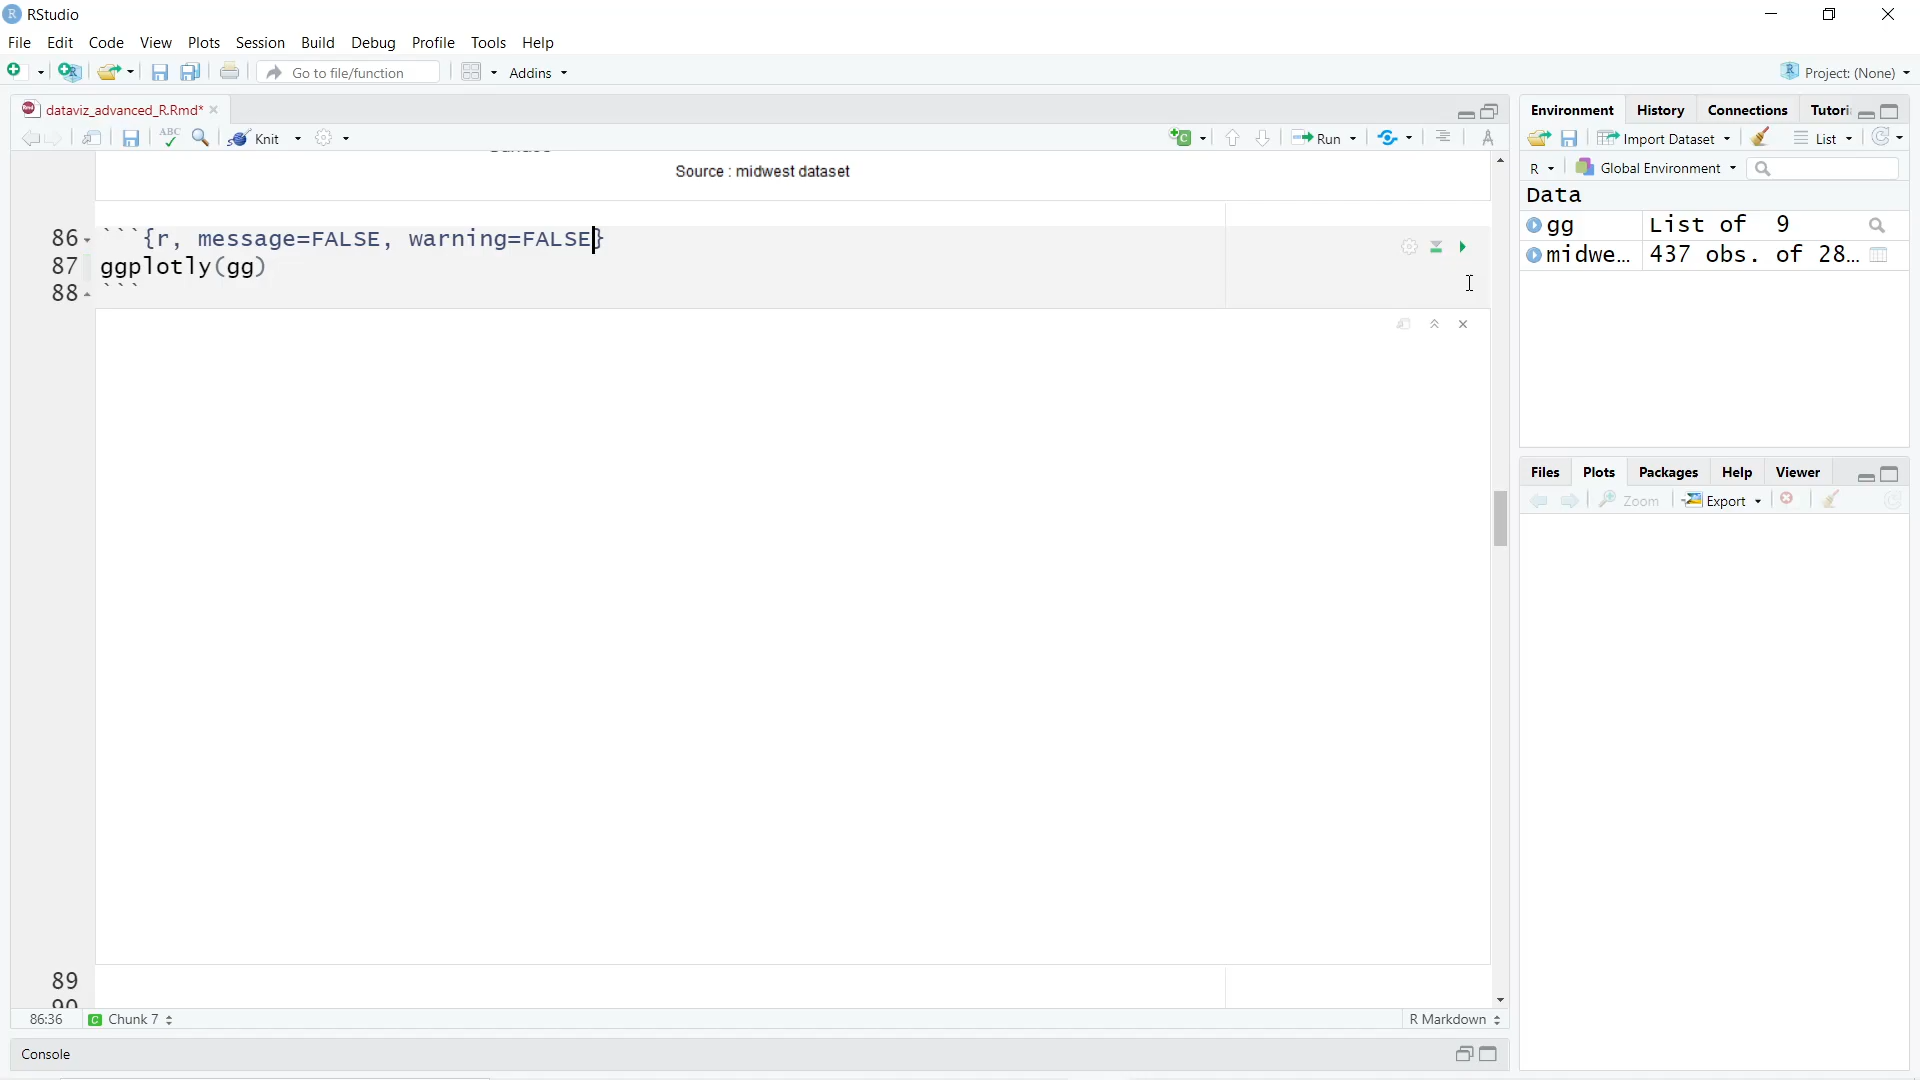 RStudio
File Edit Code View Plots Session Build Debug Profile Tools Help
Go to file/function Addins Project: (None)
dataviz_advanced_R.Rmd*
ABC Knit Run
Source : midwest dataset
86 ```{r, message=FALSE, warning=FALSE}
87 ggplotly(gg)
88 ```
89
90
86:36 Chunk 7 R Markdown
Console
Environment History Connections Tutori
Import Dataset List
R Global Environment
Data
gg List of 9
midwe… 437 obs. of 28…
Files Plots Packages Help Viewer
Zoom Export